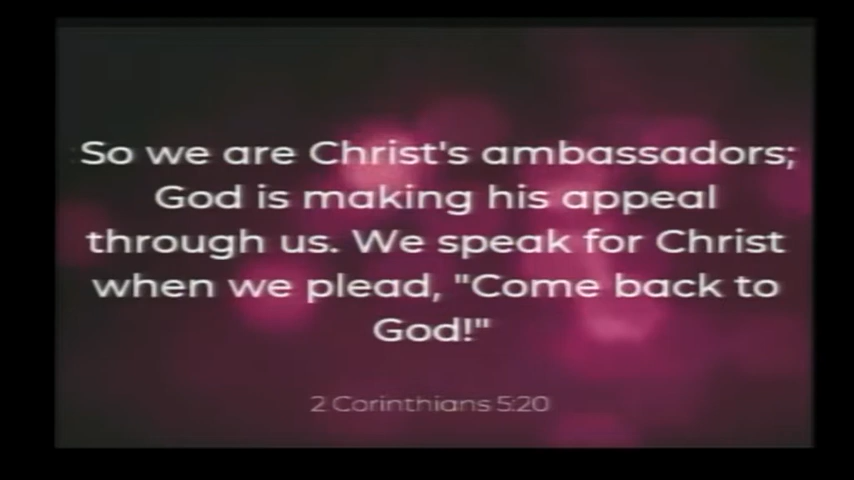 So we are Christ's ambassadors;
God is making his appeal
through us. We speak for Christ
when we plead, "Come back to
God!"
2 Corinthians 5:20